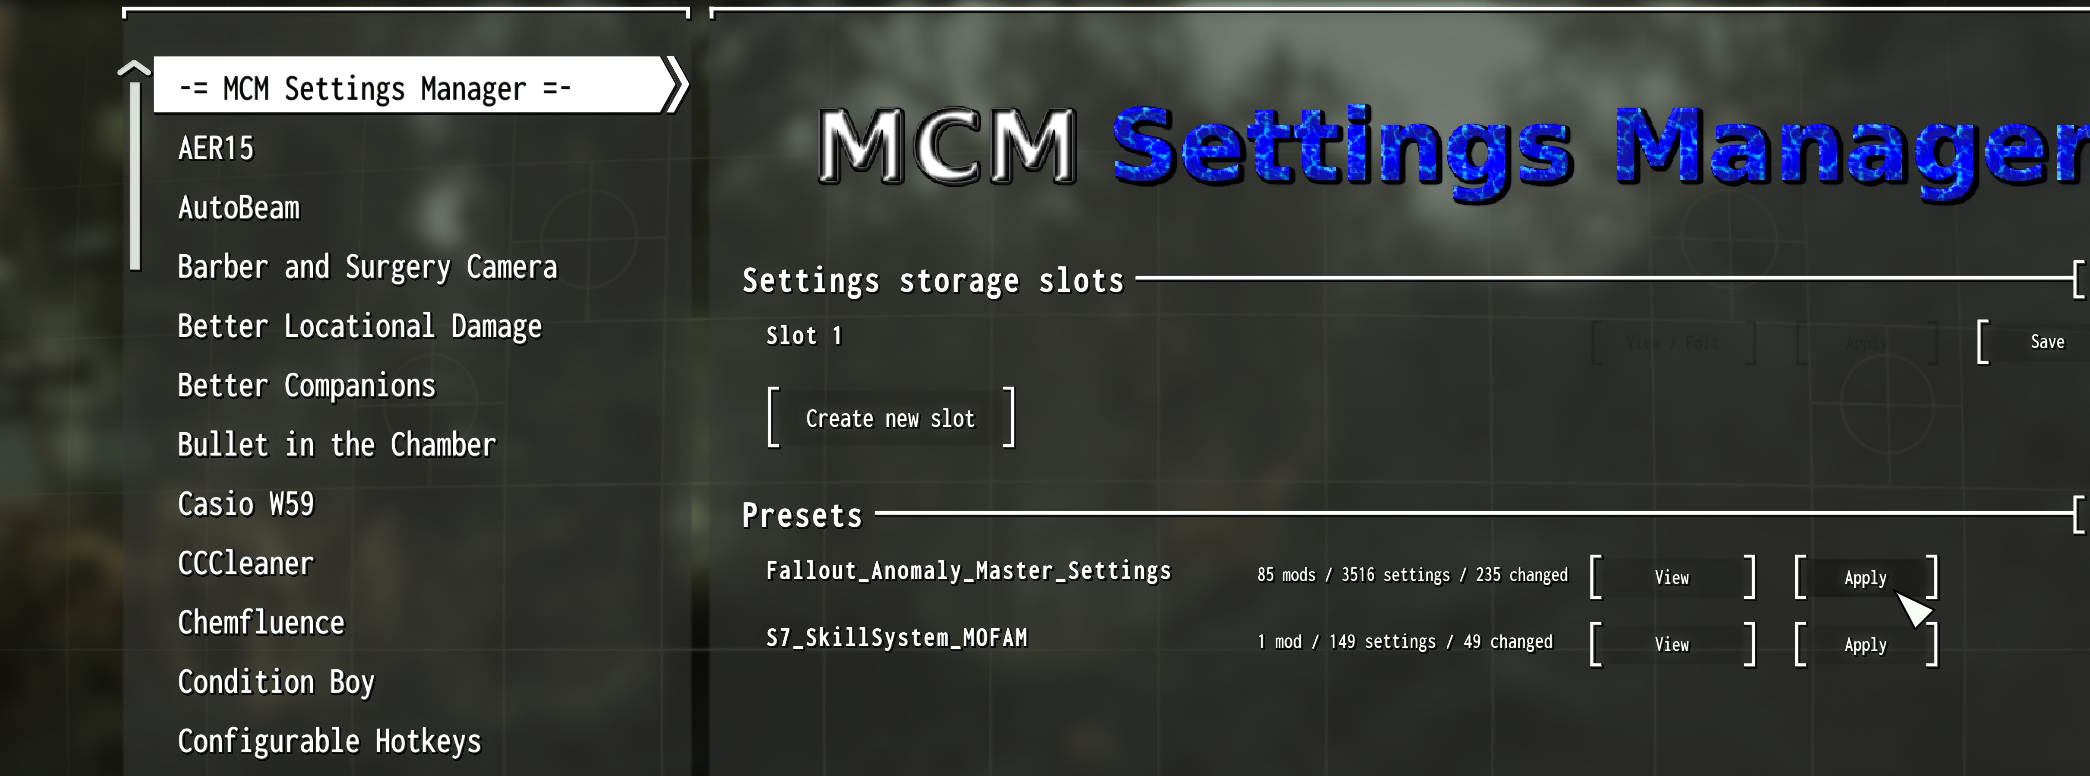 -= MCM Settings Manager =-
AER15
AutoBeam
Barber and Surgery Camera
Better Locational Damage
Better Companions
Bullet in the Chamber
Casio W59
CCCleaner
Chemfluence
Condition Boy
Configurable Hotkeys
MCM Settings Manager
Settings storage slots
Slot 1 View / Edit Apply Save
Create new slot
Presets
Fallout_Anomaly_Master_Settings 85 mods / 3516 settings / 235 changed View Apply
S7_SkillSystem_MOFAM 1 mod / 149 settings / 49 changed View Apply